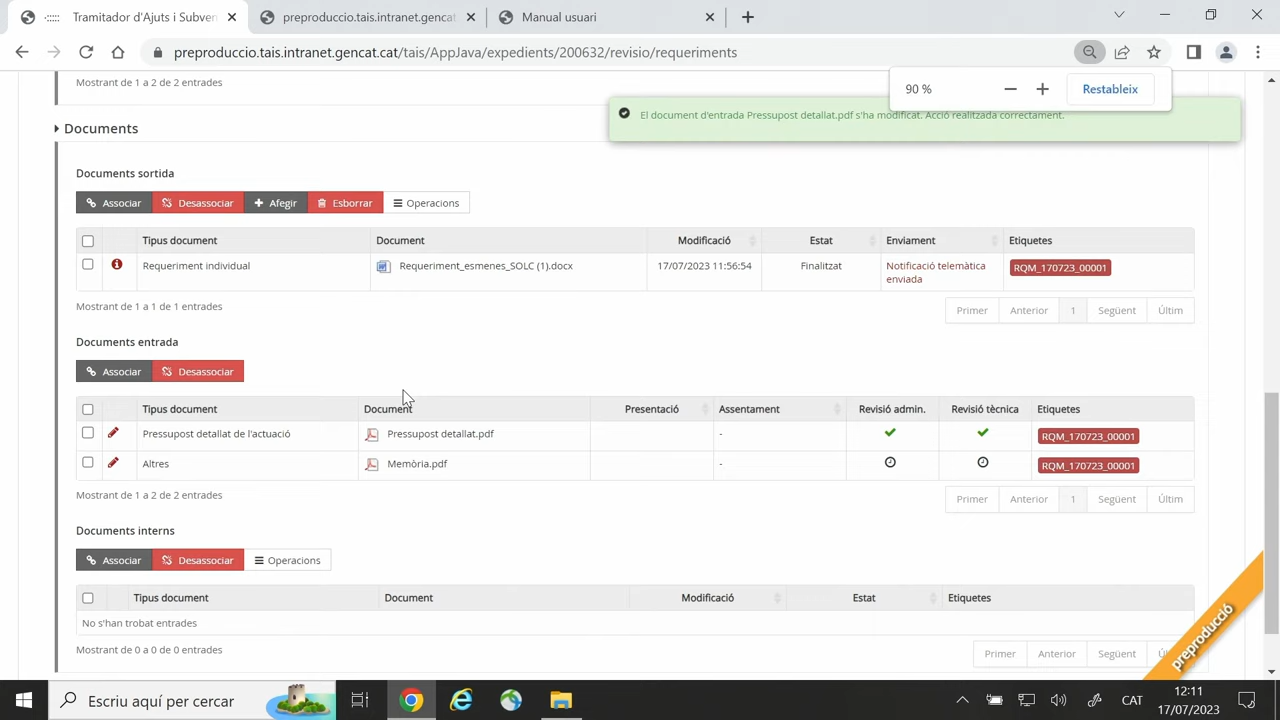 Tramitador d'Ajuts i Subven
preproduccio.tais.intranet.gencat
Manual usuari
preproduccio.tais.intranet.gencat.cat/tais/AppJava/expedients/200632/revisio/requeriments
90 %
Restableix
Mostrant de 1 a 2 de 2 entrades
El document d'entrada Pressupost detallat.pdf s'ha modificat. Acció realitzada correctament.
Documents
Documents sortida
Associar Desassociar Afegir Esborrar Operacions
Tipus document Document Modificació Estat Enviament Etiquetes
Requeriment individual Requeriment_esmenes_SOLC (1).docx 17/07/2023 11:56:54 Finalitzat Notificació telemàtica enviada RQM_170723_00001
Mostrant de 1 a 1 de 1 entrades
Primer Anterior 1 Següent Últim
Documents entrada
Associar Desassociar
Tipus document Document Presentació Assentament Revisió admin. Revisió tècnica Etiquetes
Pressupost detallat de l'actuació Pressupost detallat.pdf - RQM_170723_00001
Altres Memòria.pdf - RQM_170723_00001
Mostrant de 1 a 2 de 2 entrades
Primer Anterior 1 Següent Últim
Documents interns
Associar Desassociar Operacions
Tipus document Document Modificació Estat Etiquetes
No s'han trobat entrades
Mostrant de 0 a 0 de 0 entrades
Primer Anterior Següent
preproducció
Escriu aquí per cercar
CAT
12:11
17/07/2023